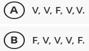 A V, V, F, V, V.
B F, V, V, V, F.